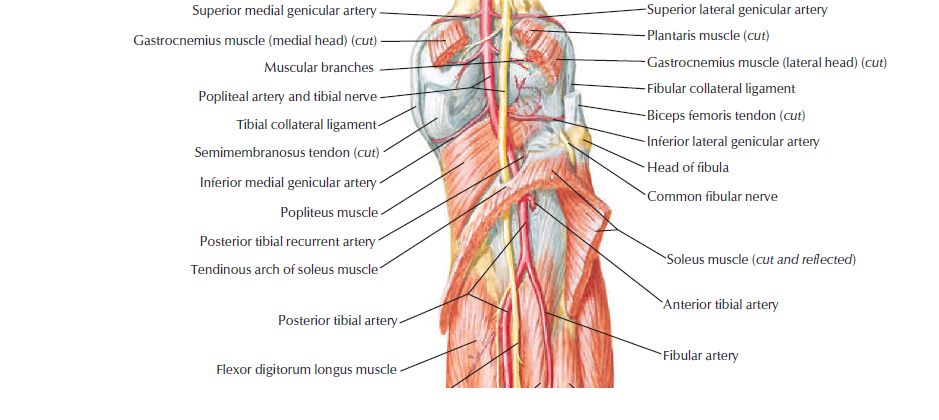 Superior medial genicular artery
Gastrocnemius muscle (medial head) (cut)
Muscular branches
Popliteal artery and tibial nerve
Tibial collateral ligament
Semimembranosus tendon (cut)
Inferior medial genicular artery
Popliteus muscle
Posterior tibial recurrent artery
Tendinous arch of soleus muscle
Posterior tibial artery
Flexor digitorum longus muscle
Superior lateral genicular artery
Plantaris muscle (cut)
Gastrocnemius muscle (lateral head) (cut)
Fibular collateral ligament
Biceps femoris tendon (cut)
Inferior lateral genicular artery
Head of fibula
Common fibular nerve
Soleus muscle (cut and reflected)
Anterior tibial artery
Fibular artery